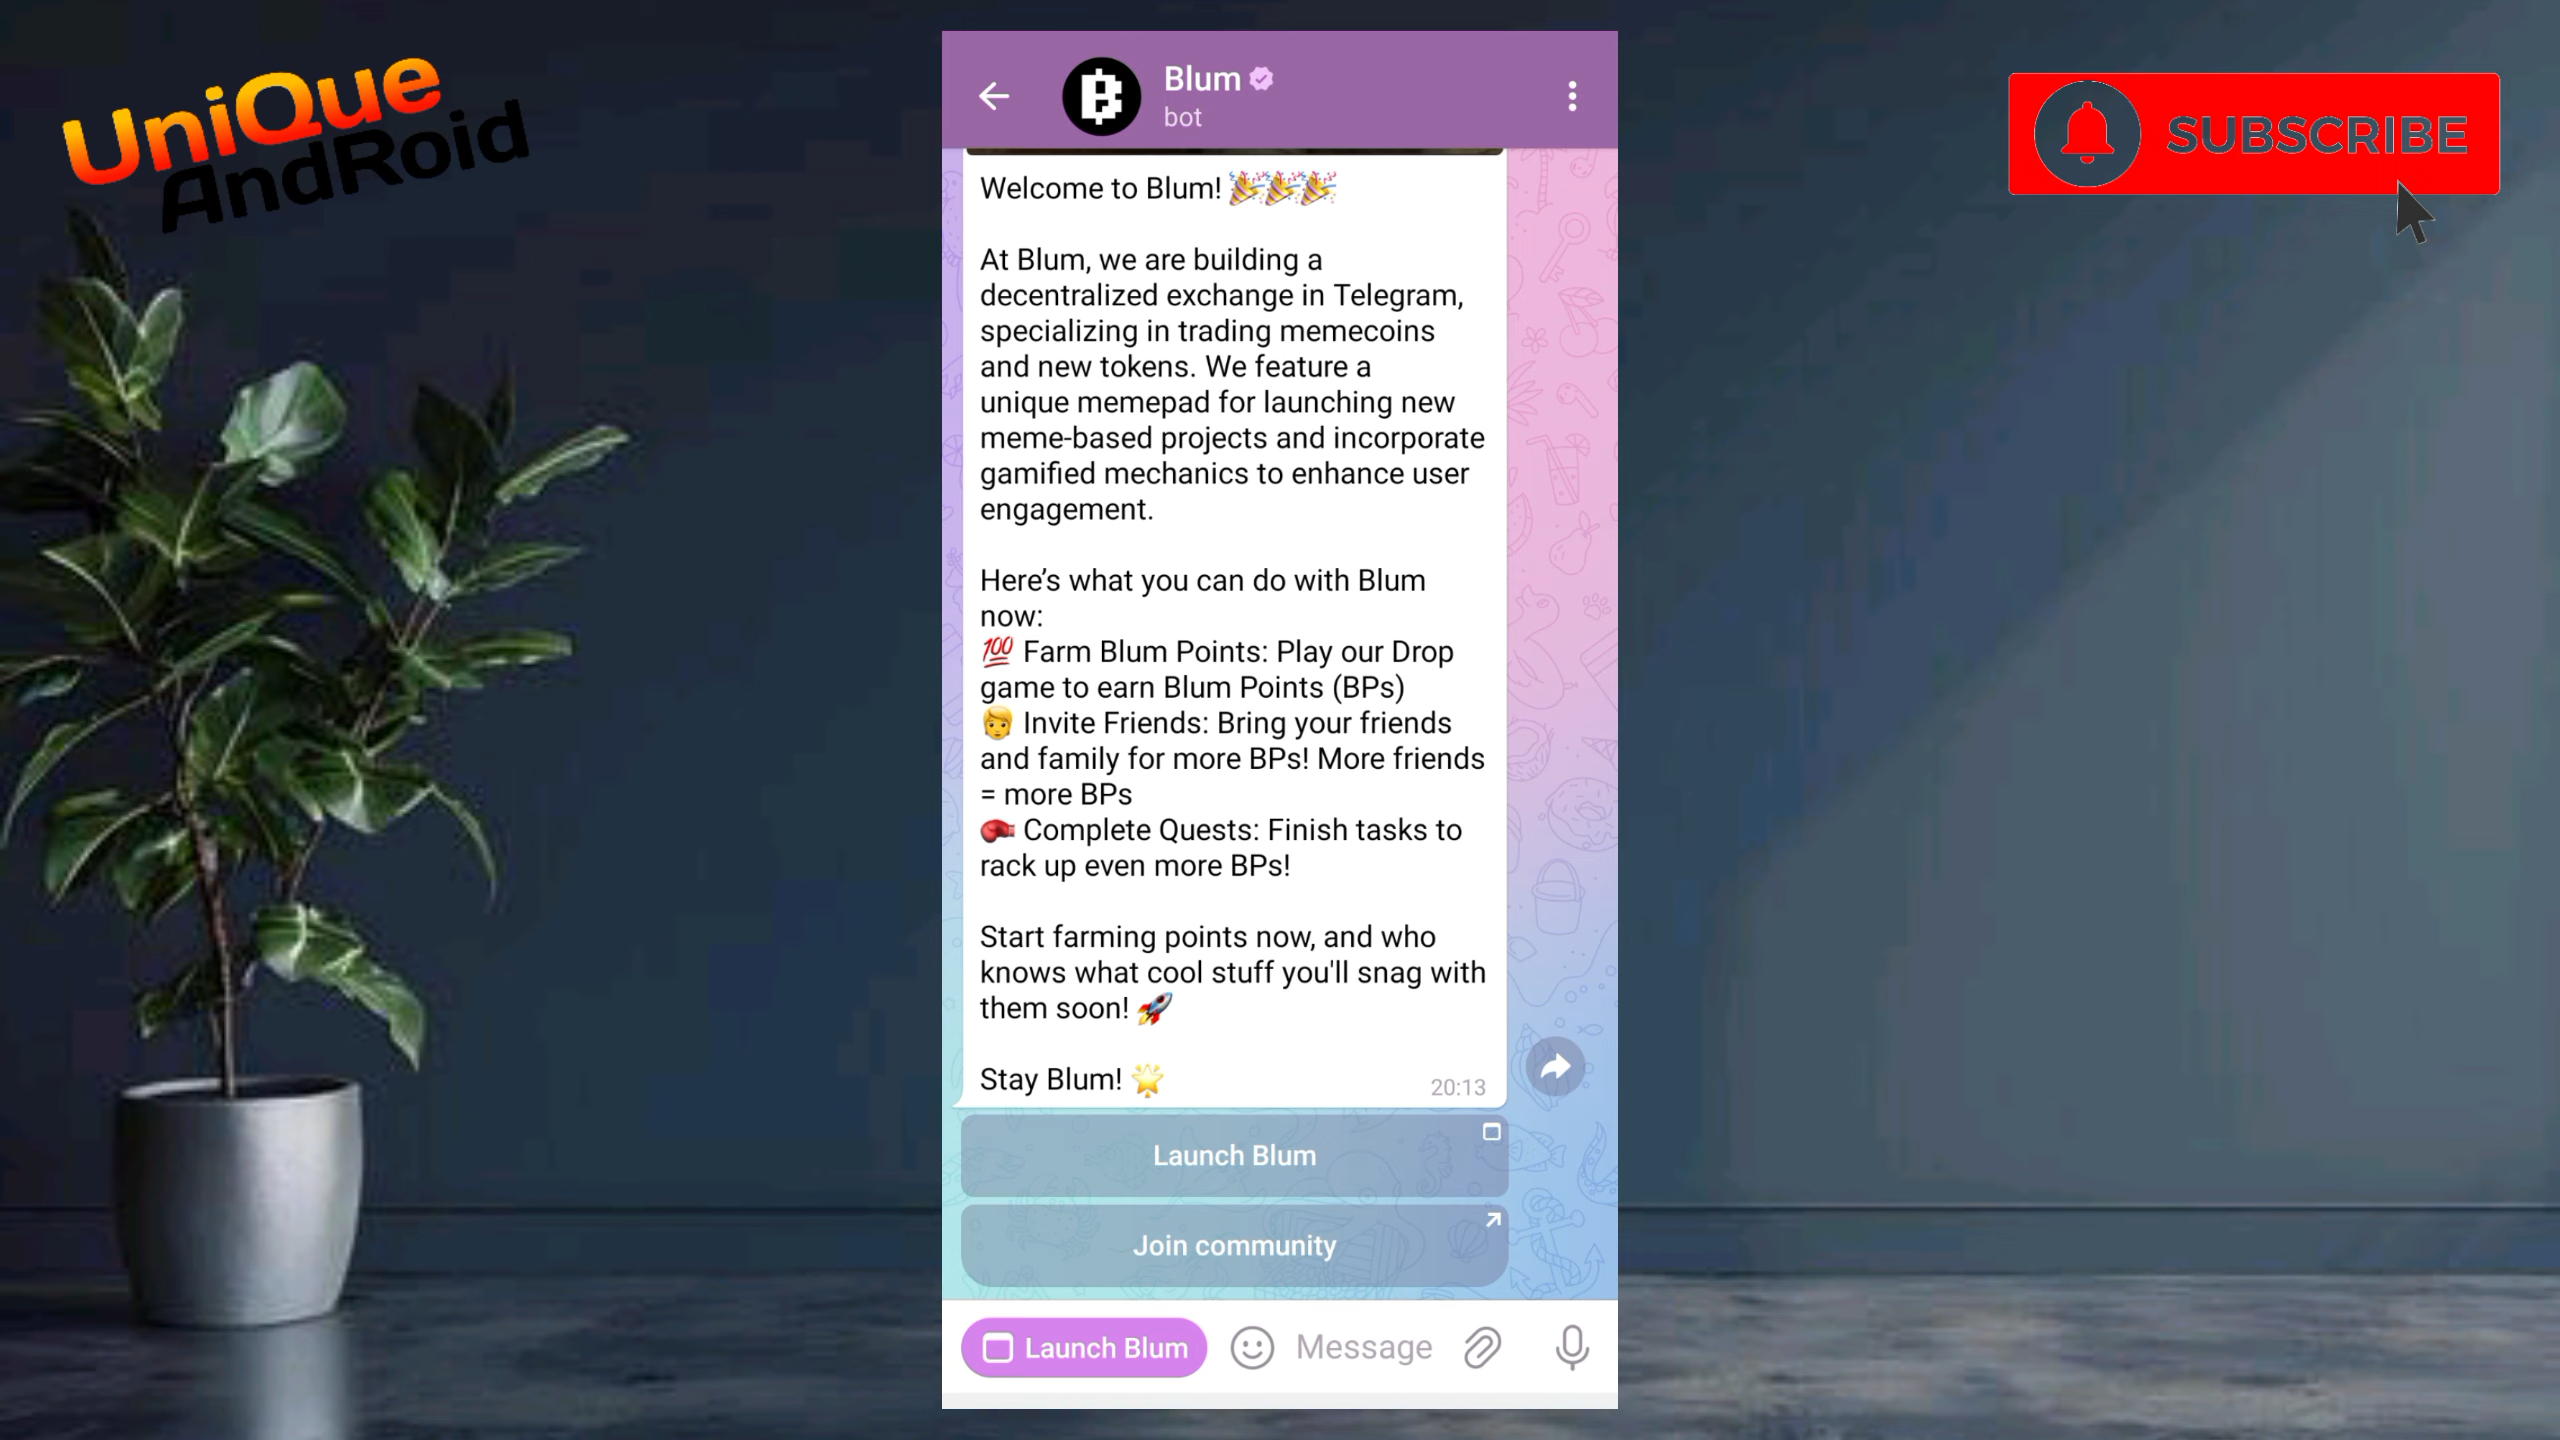 UniQue
AndRoid
SUBSCRIBE
Blum
bot
Welcome to Blum! 🎉🎉🎉
At Blum, we are building a
decentralized exchange in Telegram,
specializing in trading memecoins
and new tokens. We feature a
unique memepad for launching new
meme-based projects and incorporate
gamified mechanics to enhance user
engagement.
Here’s what you can do with Blum
now:
💯 Farm Blum Points: Play our Drop
game to earn Blum Points (BPs)
🧑 Invite Friends: Bring your friends
and family for more BPs! More friends
= more BPs
🥊 Complete Quests: Finish tasks to
rack up even more BPs!
Start farming points now, and who
knows what cool stuff you'll snag with
them soon! 🚀
Stay Blum! 🌟
20:13
Launch Blum
Join community
Launch Blum
Message